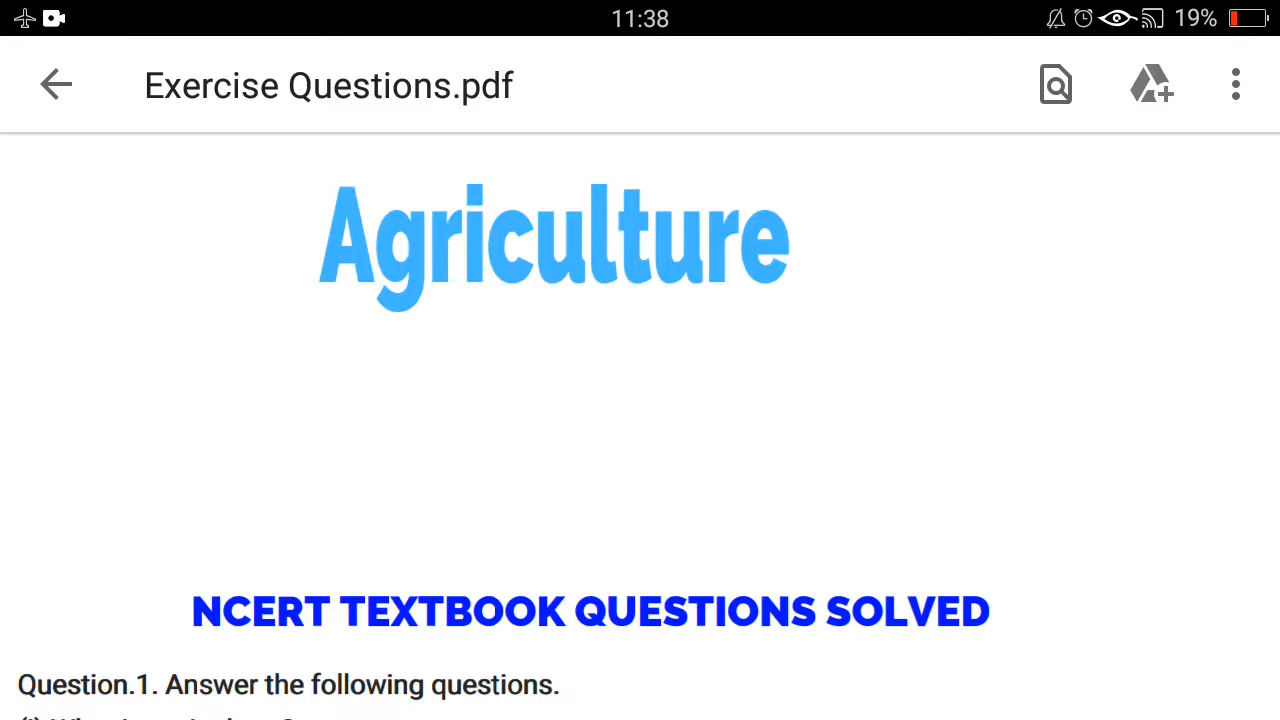 11:38
19%
Exercise Questions.pdf
Agriculture
NCERT TEXTBOOK QUESTIONS SOLVED
Question.1. Answer the following questions.